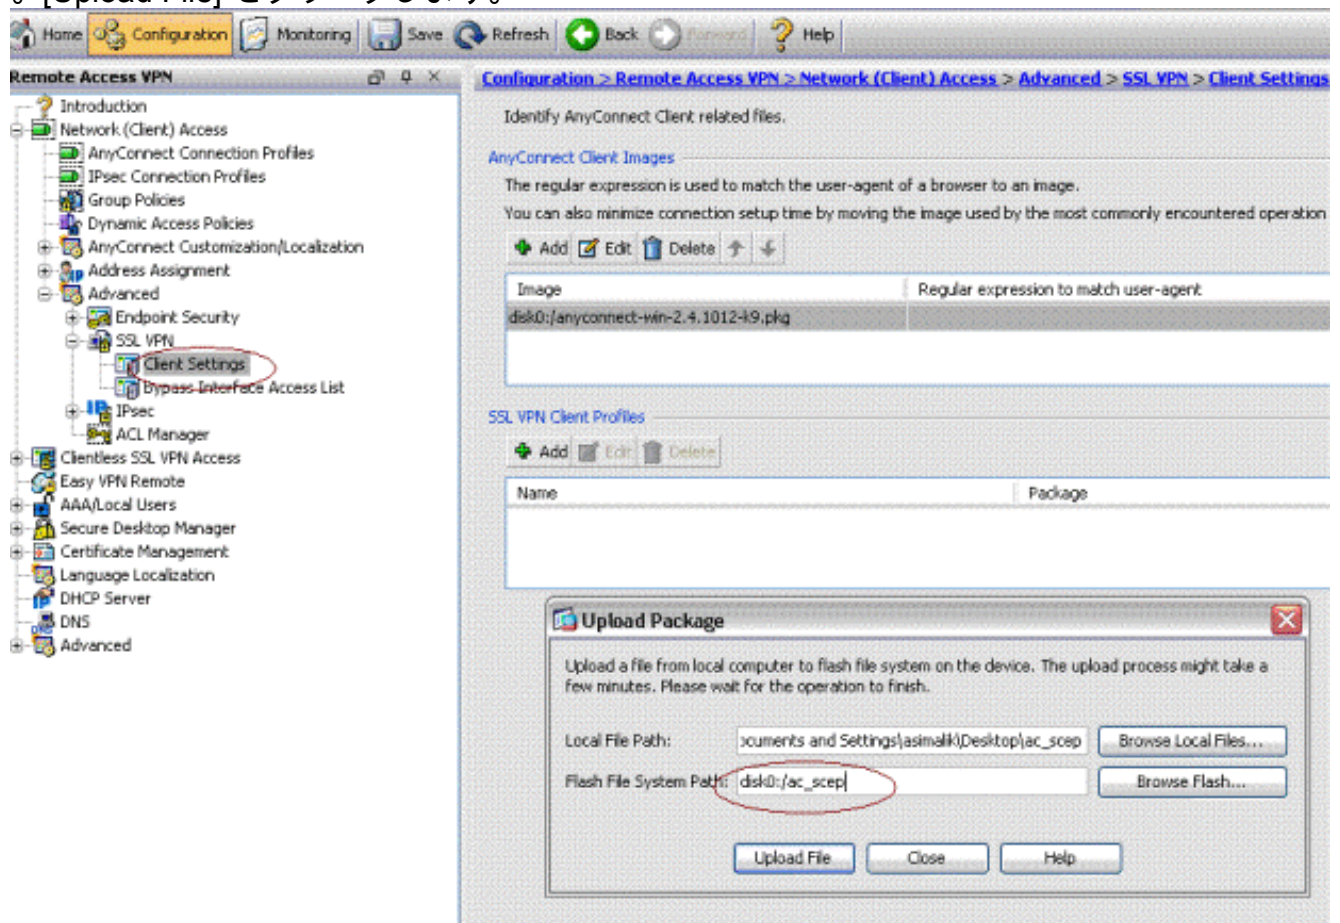 。[Upload File] をクリックします。
Home Configuration Monitoring Save Refresh Back Forward Help
Remote Access VPN
Introduction
Network (Client) Access
AnyConnect Connection Profiles
IPsec Connection Profiles
Group Policies
Dynamic Access Policies
AnyConnect Customization/Localization
Address Assignment
Advanced
Endpoint Security
SSL VPN
Client Settings
Bypass Interface Access List
IPsec
ACL Manager
Clientless SSL VPN Access
Easy VPN Remote
AAA/Local Users
Secure Desktop Manager
Certificate Management
Language Localization
DHCP Server
DNS
Advanced
Configuration > Remote Access VPN > Network (Client) Access > Advanced > SSL VPN > Client Settings
Identify AnyConnect Client related files.
AnyConnect Client Images
The regular expression is used to match the user-agent of a browser to an image.
You can also minimize connection setup time by moving the image used by the most commonly encountered operation
Add Edit Delete
Image Regular expression to match user-agent
disk0:/anyconnect-win-2.4.1012-k9.pkg
SSL VPN Client Profiles
Add Edit Delete
Name Package
Upload Package
Upload a file from local computer to flash file system on the device. The upload process might take a
few minutes. Please wait for the operation to finish.
Local File Path: ocuments and Settings\asimalik\Desktop\ac_scep Browse Local Files...
Flash File System Path: disk0:/ac_scep Browse Flash...
Upload File Close Help